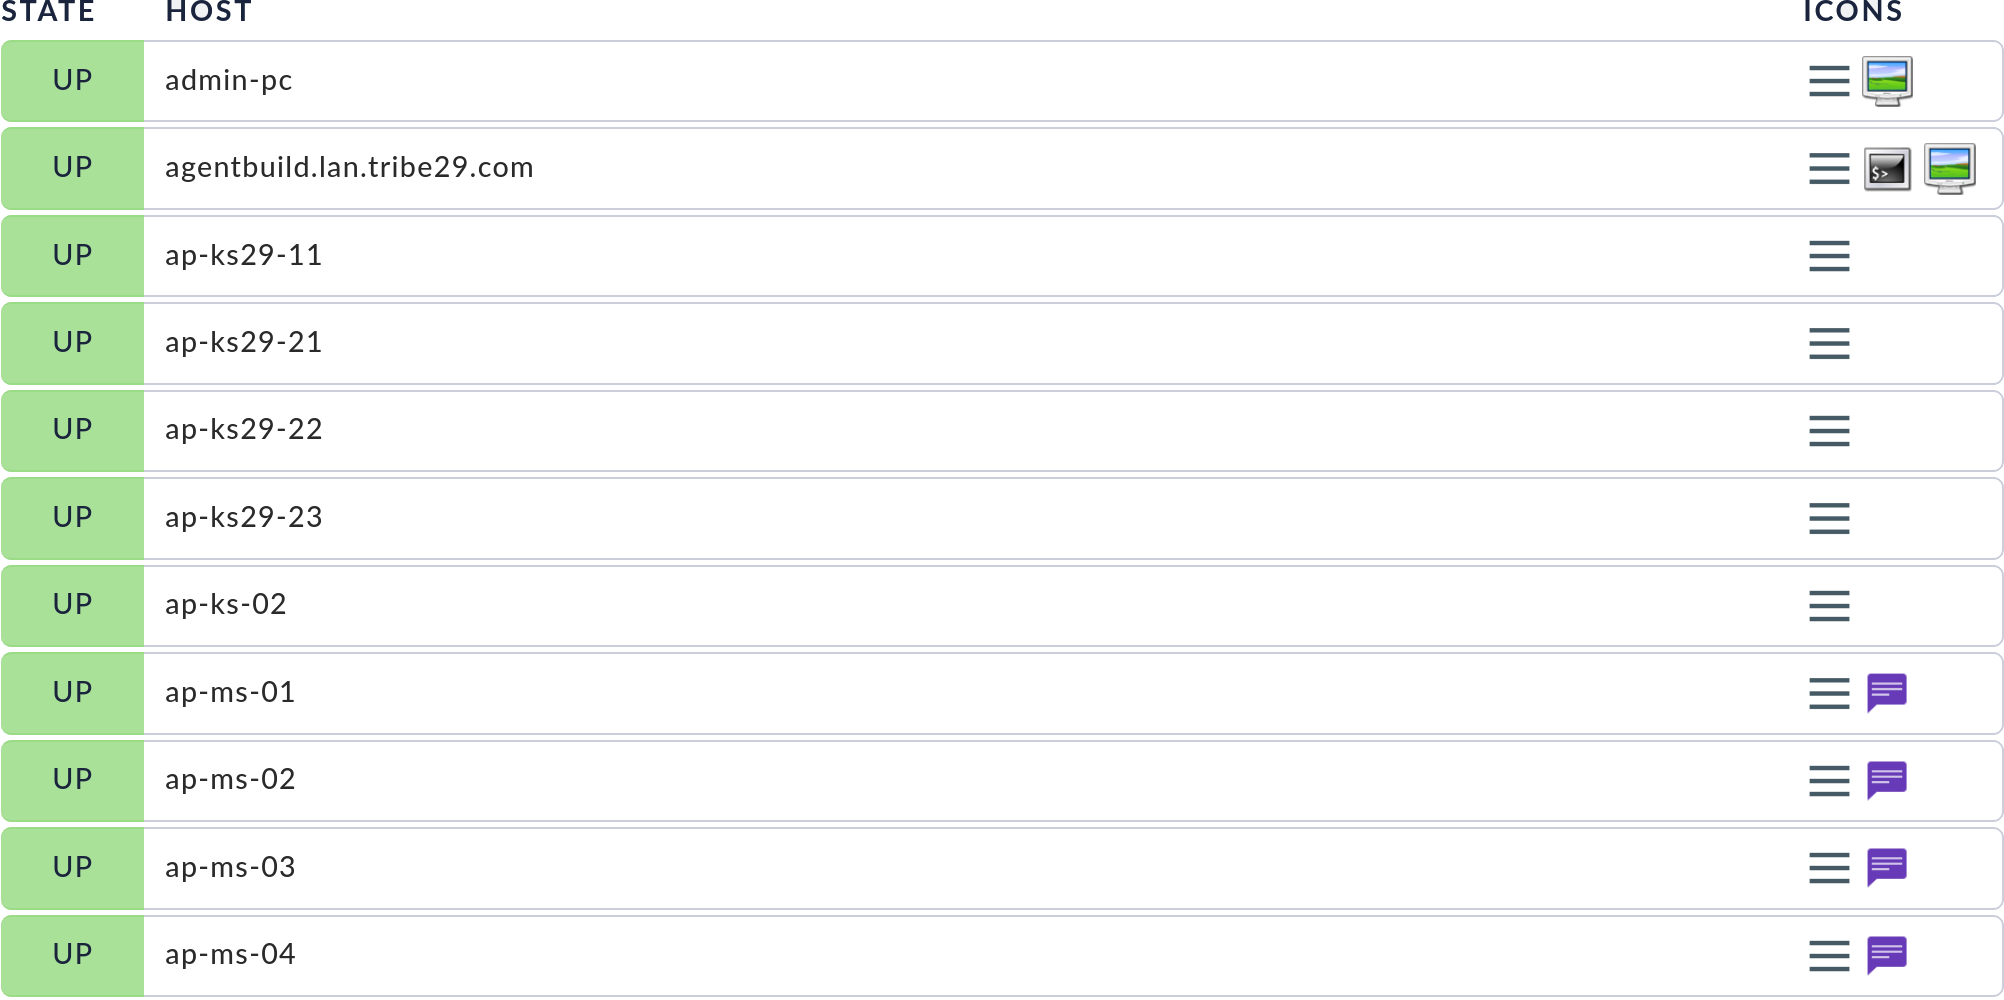 STATE HOST ICONS
UP admin-pc
UP agentbuild.lan.tribe29.com $>
UP ap-ks29-11
UP ap-ks29-21
UP ap-ks29-22
UP ap-ks29-23
UP ap-ks-02
UP ap-ms-01
UP ap-ms-02
UP ap-ms-03
UP ap-ms-04